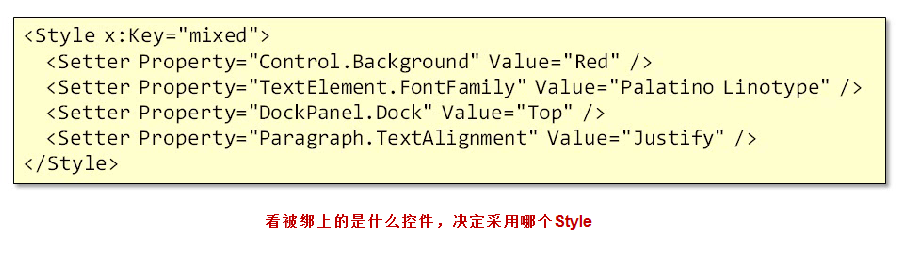 <Style x:Key="mixed">
<Setter Property="Control.Background" Value="Red" />
<Setter Property="TextElement.FontFamily" Value="Palatino Linotype" />
<Setter Property="DockPanel.Dock" Value="Top" />
<Setter Property="Paragraph.TextAlignment" Value="Justify" />
</Style>
看被绑上的是什么控件，决定采用哪个Style